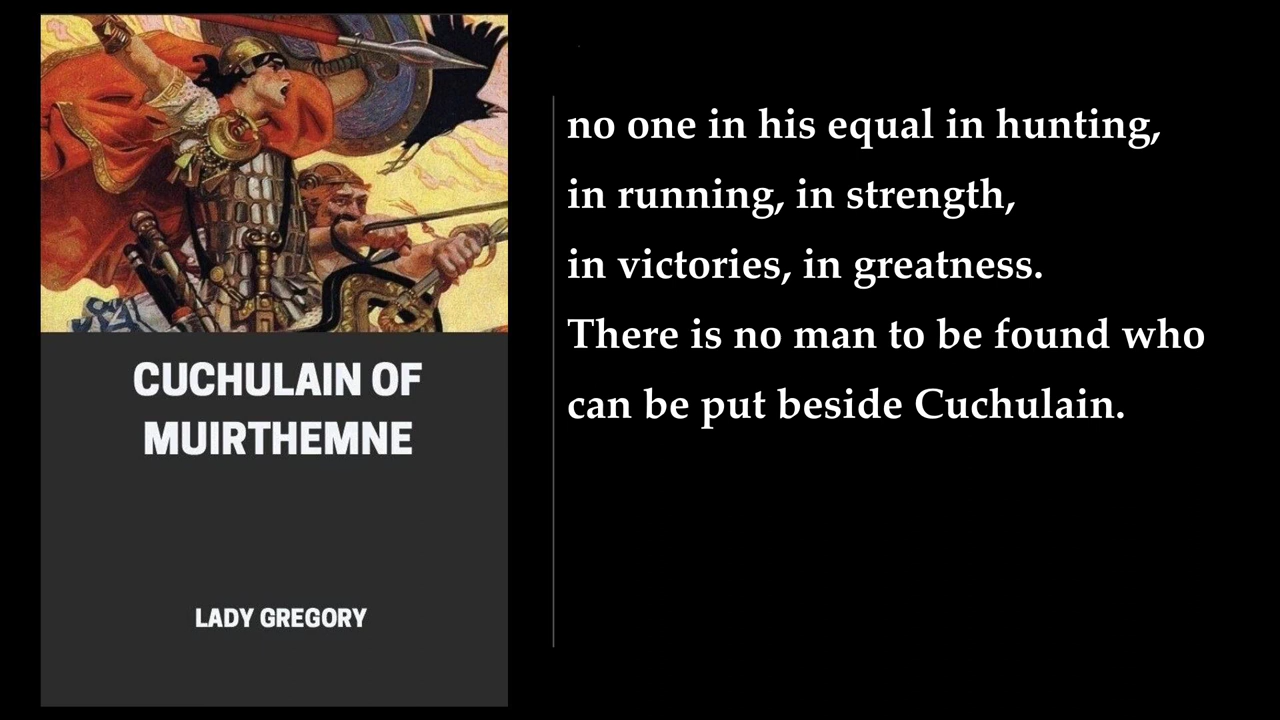 CUCHULAIN OF
MUIRTHEMNE
LADY GREGORY
no one in his equal in hunting,
in running, in strength,
in victories, in greatness.
There is no man to be found who
can be put beside Cuchulain.